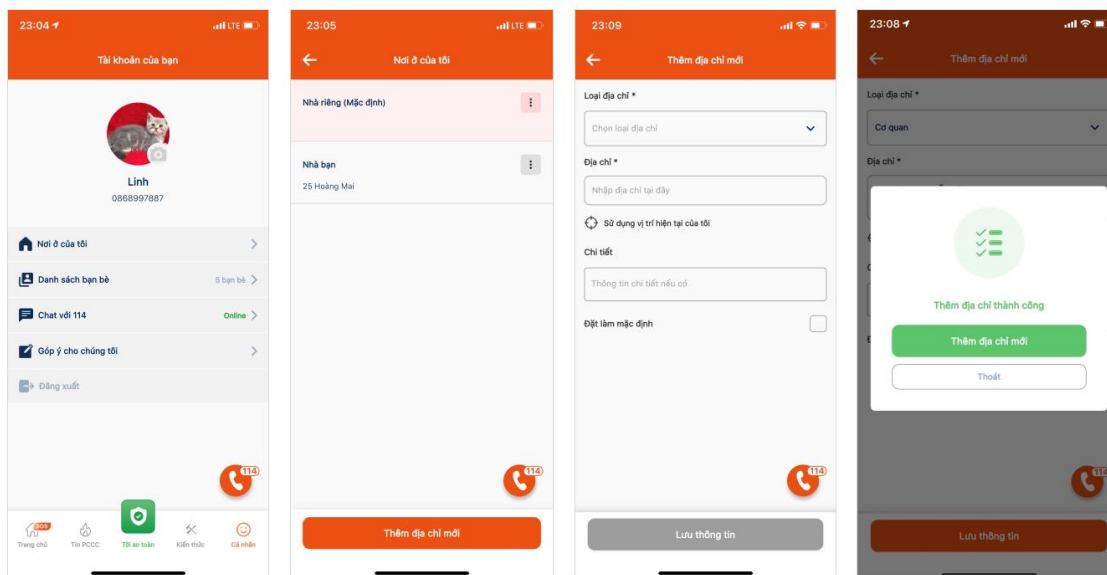 23:04
LTE
Tài khoản của bạn
Linh
0868997887
Nơi ở của tôi
Danh sách bạn bè
5 bạn bè
Chat với 114
Online
Góp ý cho chúng tôi
Đăng xuất
114
SOS
Trang chủ
Tin PCCC
Tôi an toàn
Kiến thức
Cá nhân
23:05
LTE
Nơi ở của tôi
Nhà riêng (Mặc định)
Nhà bạn
25 Hoàng Mai
114
Thêm địa chỉ mới
23:09
Thêm địa chỉ mới
Loại địa chỉ *
Chọn loại địa chỉ
Địa chỉ *
Nhập địa chỉ tại đây
Sử dụng vị trí hiện tại của tôi
Chi tiết
Thông tin chi tiết nếu có
Đặt làm mặc định
114
Lưu thông tin
23:08
Thêm địa chỉ mới
Loại địa chỉ *
Cơ quan
Địa chỉ *
Thêm địa chỉ thành công
Thêm địa chỉ mới
Thoát
114
Lưu thông tin